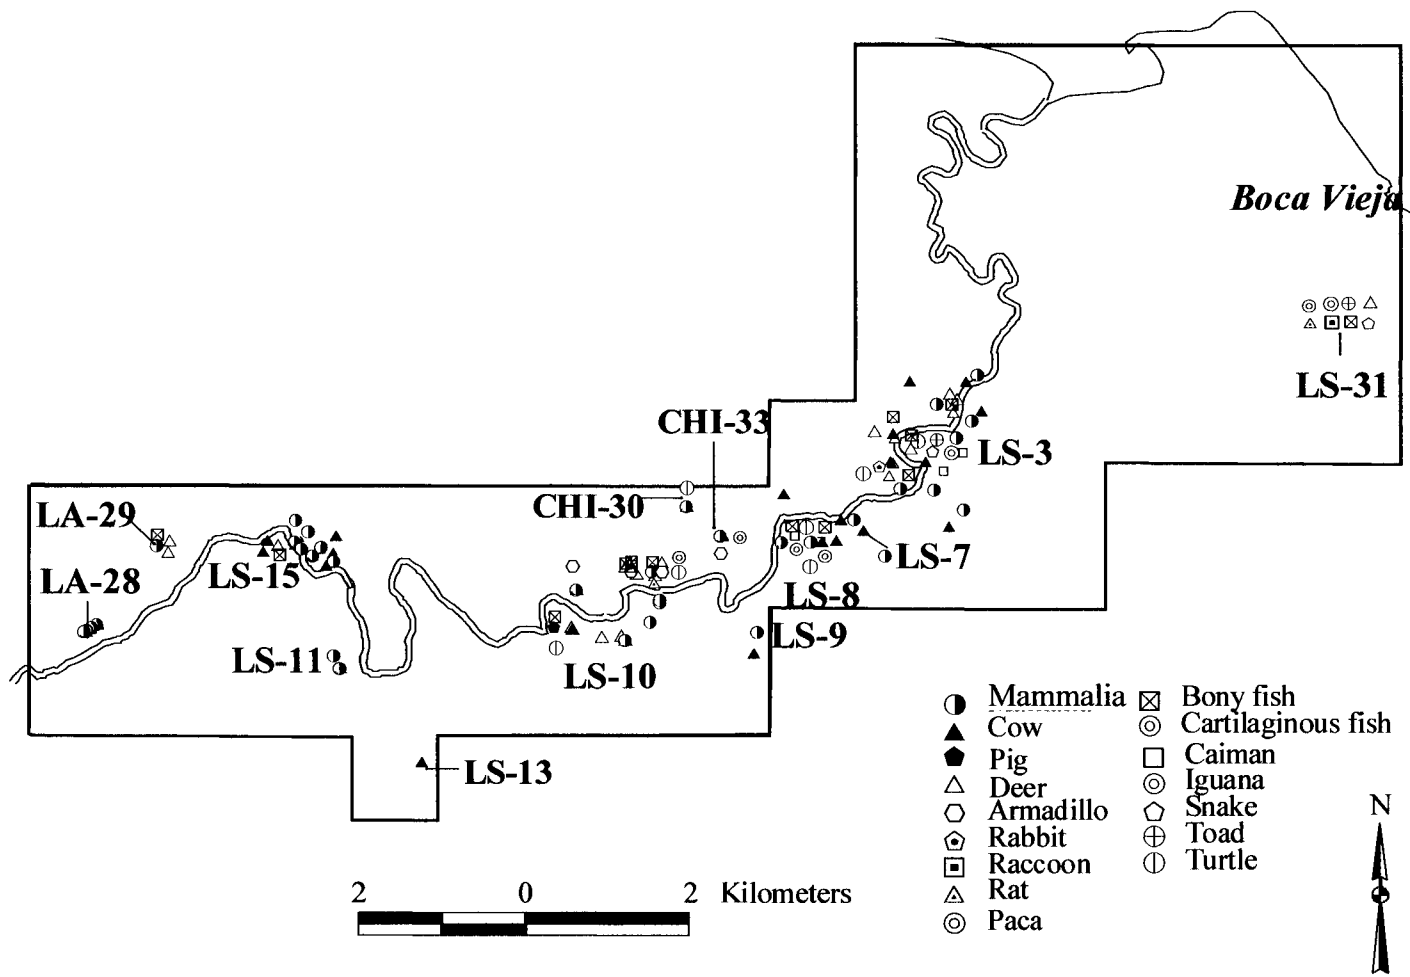 Boca Vieja
LS-31
CHI-33
LS-3
CHI-30
LA-29
LS-7
LS-15
LA-28
LS-8
LS-9
LS-11
LS-10
LS-13
Mammalia
Cow
Pig
Deer
Armadillo
Rabbit
Raccoon
Rat
Paca
Bony fish
Cartilaginous fish
Caiman
Iguana
Snake
Toad
Turtle
N
2 0 2 Kilometers